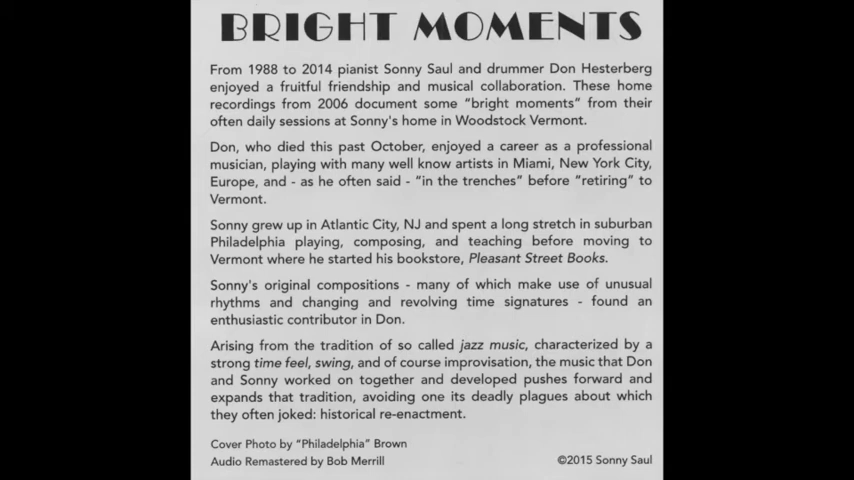 BRIGHT MOMENTS
From 1988 to 2014 pianist Sonny Saul and drummer Don Hesterberg
enjoyed a fruitful friendship and musical collaboration. These home
recordings from 2006 document some “bright moments” from their
often daily sessions at Sonny's home in Woodstock Vermont.
Don, who died this past October, enjoyed a career as a professional
musician, playing with many well know artists in Miami, New York City,
Europe, and - as he often said - “in the trenches” before “retiring” to
Vermont.
Sonny grew up in Atlantic City, NJ and spent a long stretch in suburban
Philadelphia playing, composing, and teaching before moving to
Vermont where he started his bookstore, Pleasant Street Books.
Sonny's original compositions - many of which make use of unusual
rhythms and changing and revolving time signatures - found an
enthusiastic contributor in Don.
Arising from the tradition of so called jazz music, characterized by a
strong time feel, swing, and of course improvisation, the music that Don
and Sonny worked on together and developed pushes forward and
expands that tradition, avoiding one its deadly plagues about which
they often joked: historical re-enactment.
Cover Photo by “Philadelphia” Brown
Audio Remastered by Bob Merrill
©2015 Sonny Saul